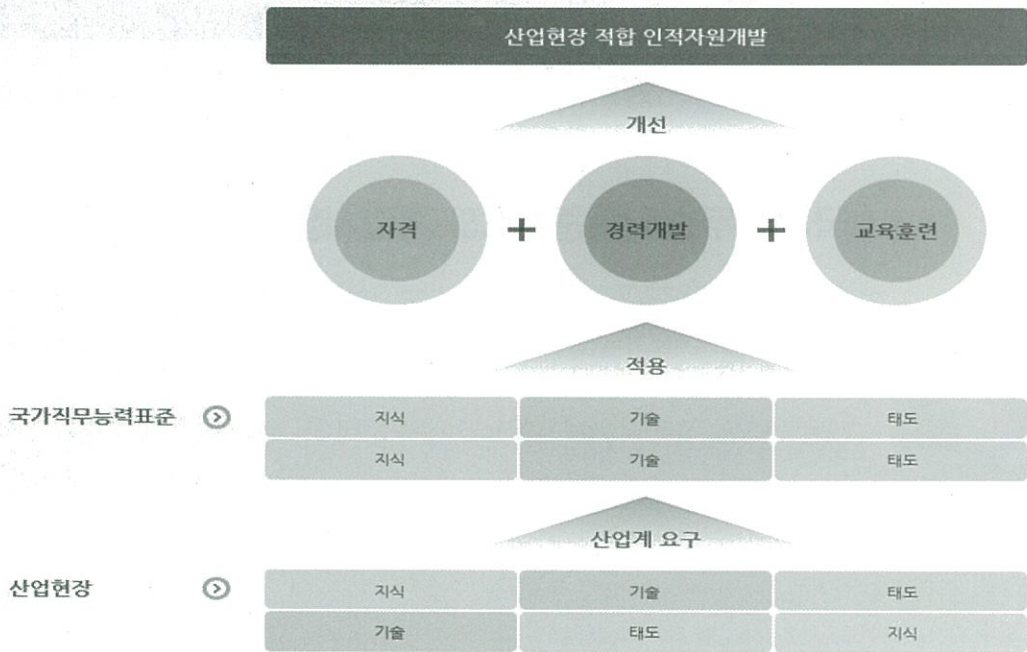 산업현장 적합 인적자원개발
개선
자격 + 경력개발 + 교육훈련
적용
국가직무능력표준 지식 기술 태도
지식 기술 태도
산업계 요구
산업현장 지식 기술 태도
기술 태도 지식